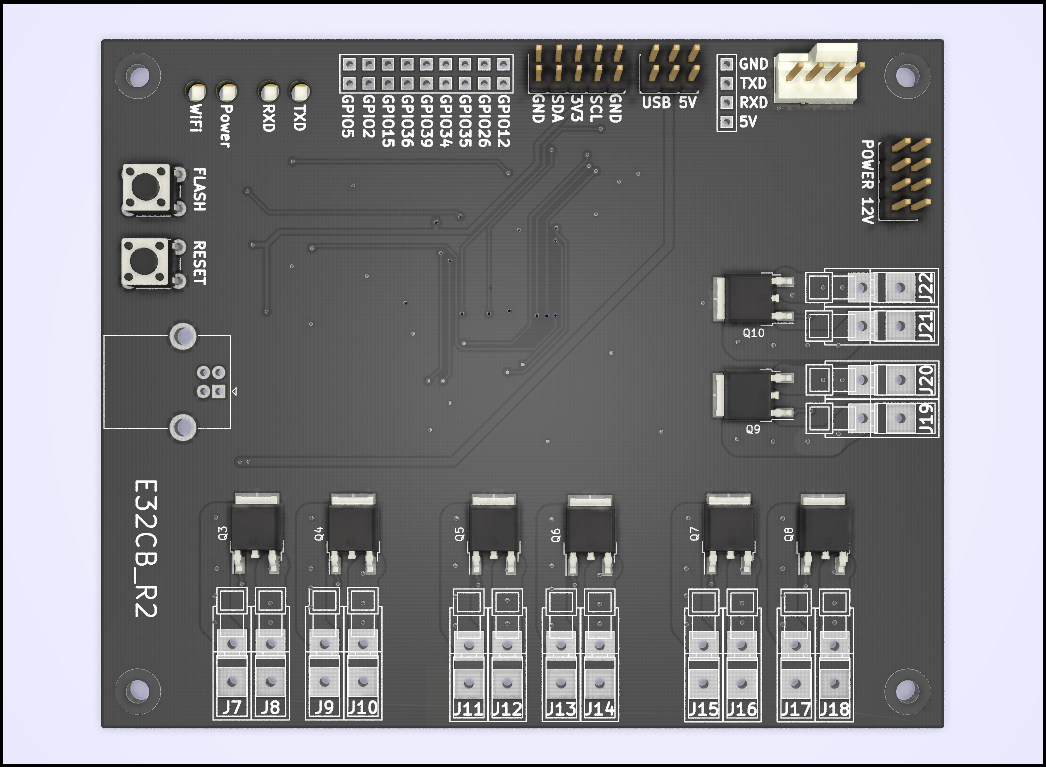 WiFi
Power
RXD
TXD
GPIO5
GPIO2
GPIO15
GPIO36
GPIO39
GPIO34
GPIO35
GPIO26
GPIO12
GND
SDA
3V3
SCL
GND
USB 5V
GND
TXD
RXD
5V
POWER 12V
FLASH
RESET
J22
J21
Q10
J20
J19
Q9
E32CB_R2
Q3
Q4
Q5
Q6
Q7
Q8
J7
J8
J9
J10
J11
J12
J13
J14
J15
J16
J17
J18